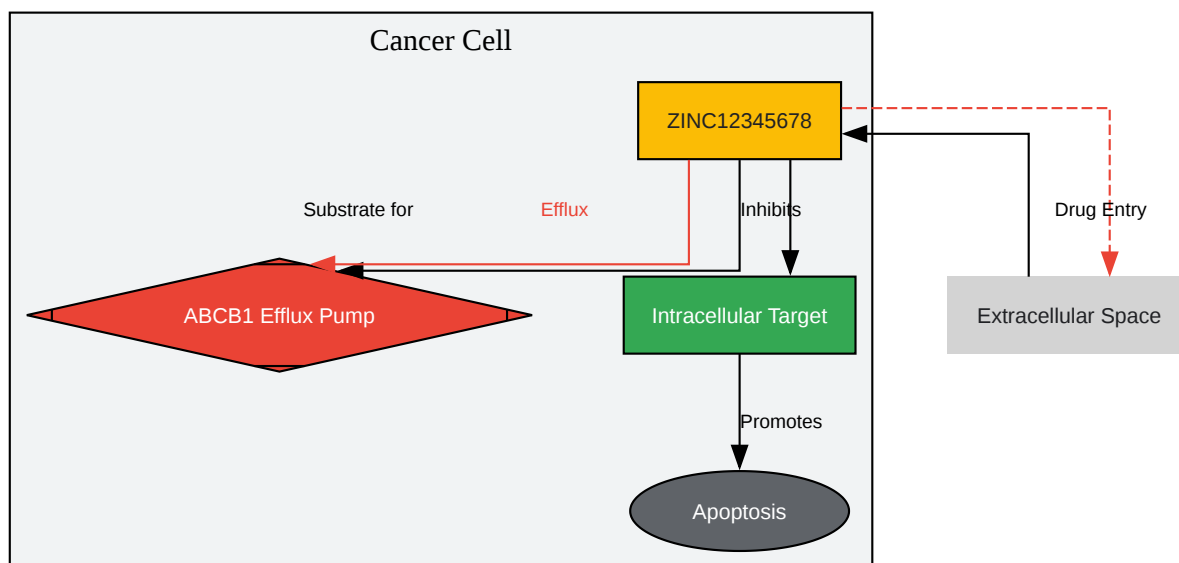 Cancer Cell
ZINC12345678
Substrate for
Efflux
Inhibits
Drug Entry
ABCB1 Efflux Pump
Intracellular Target
Extracellular Space
Promotes
Apoptosis